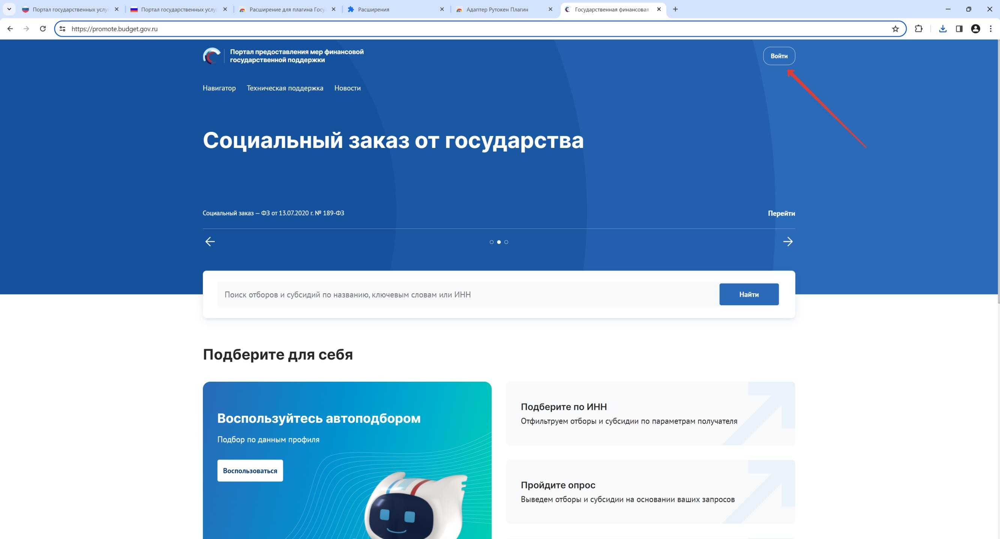 Портал государственных услу
Портал государственных услу
Расширение для плагина Госу
Расширения
Адаптер Рутокен Плагин
Государственная финансовая
https://promote.budget.gov.ru
Портал предоставления мер финансовой
государственной поддержки
Войти
Навигатор Техническая поддержка Новости
Социальный заказ от государства
Социальный заказ — ФЗ от 13.07.2020 г. № 189-ФЗ
Перейти
Поиск отборов и субсидий по названию, ключевым словам или ИНН
Найти
Подберите для себя
Воспользуйтесь автоподбором
Подбор по данным профиля
Воспользоваться
Подберите по ИНН
Отфильтруем отборы и субсидии по параметрам получателя
Пройдите опрос
Выведем отборы и субсидии на основании ваших запросов